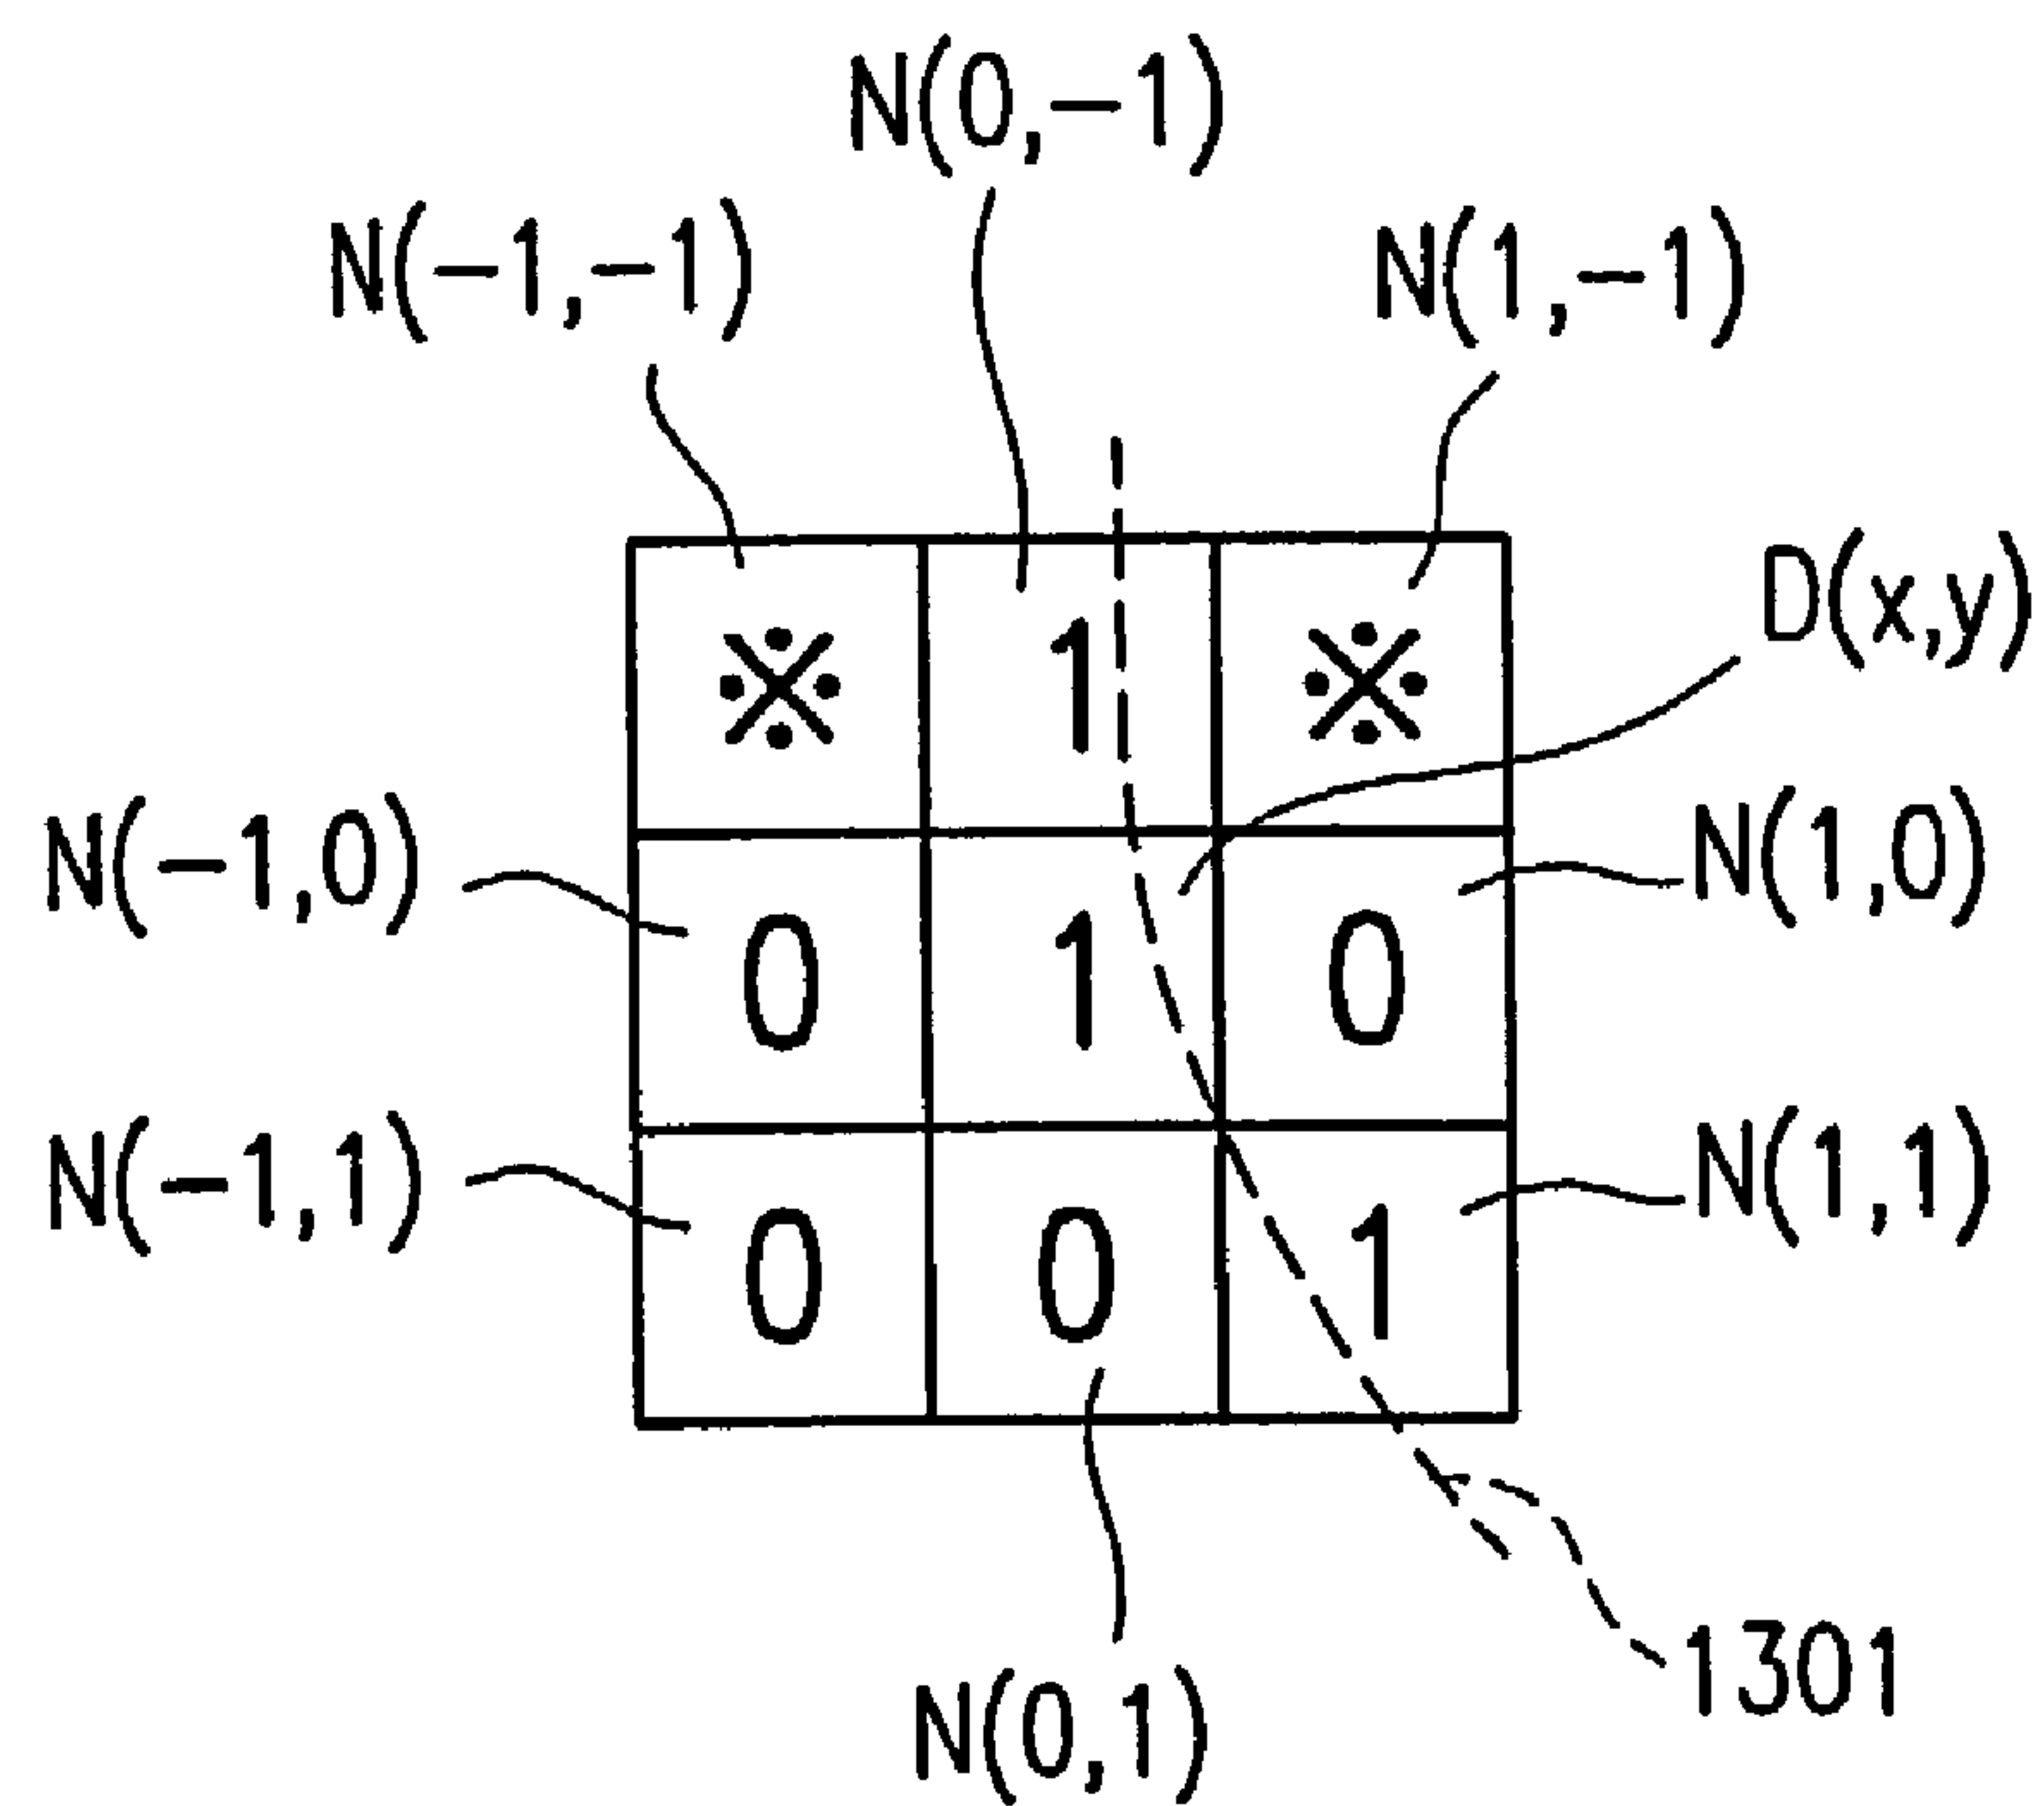 N(0,-1)
N(-1,-1) N(1,-1)
D(x,y)
※ 1 ※
N(-1,0) N(1,0)
0 1 0
N(-1,1) N(1,1)
0 0 1
1301
N(0,1)